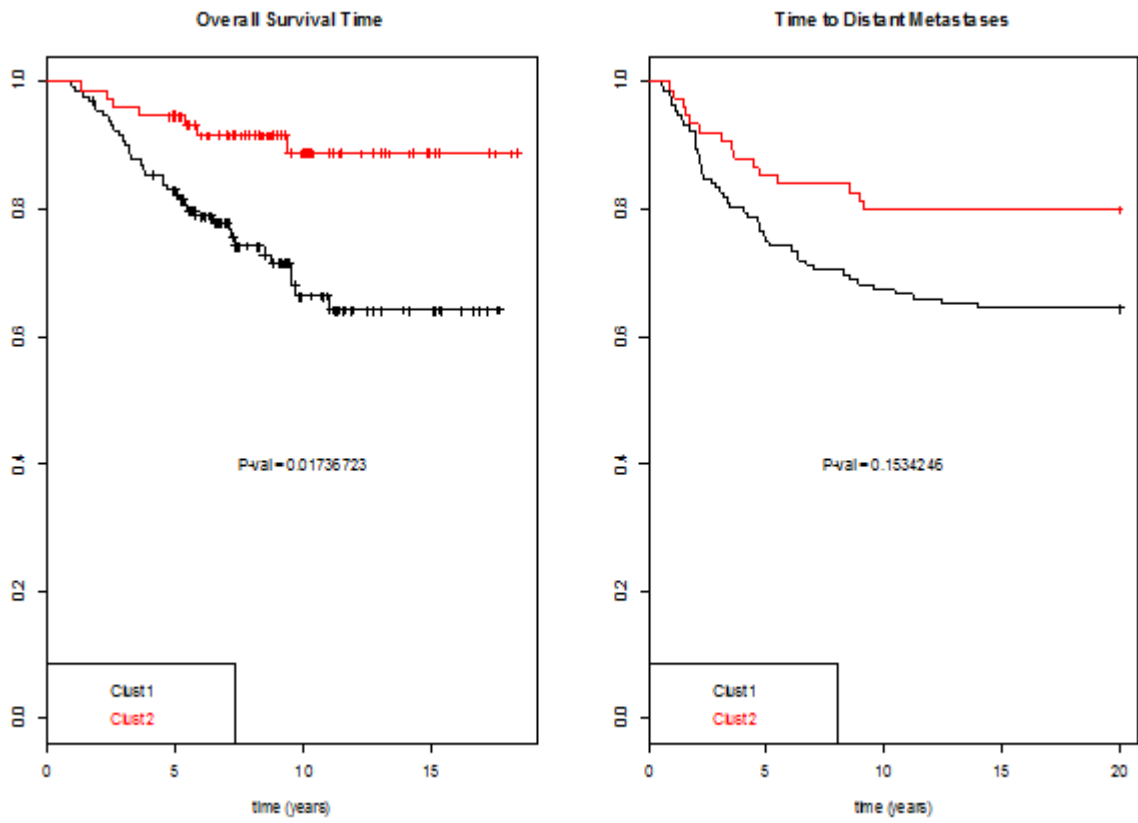 Overall Survival Time
1.0
0.8
0.6
0.4
0.2
0.0
P-val = 0.01736723
Clust1
Clust2
0 5 10 15
time (years)
Time to Distant Metastases
1.0
0.8
0.6
0.4
0.2
0.0
P-val = 0.1534246
Clust1
Clust2
0 5 10 15 20
time (years)